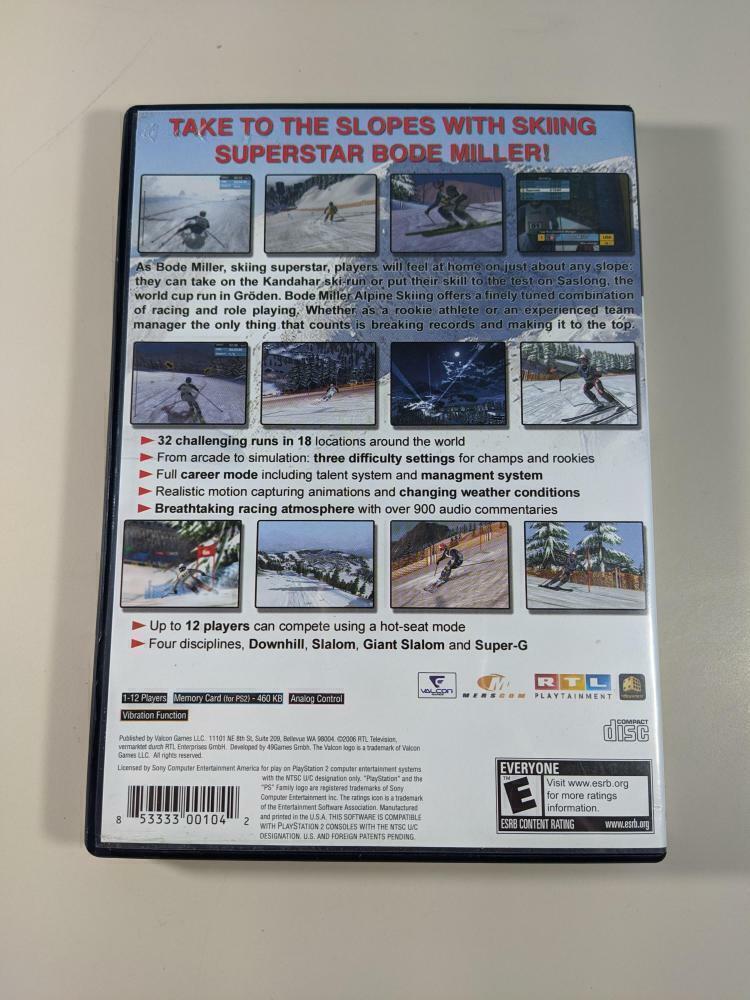 TAKE TO THE SLOPES WITH SKIING
SUPERSTAR BODE MILLER!
As Bode Miller, skiing superstar, players will feel at home on just about any slope:
they can take on the Kandahar ski-run or put their skill to the test on Saslong, the
world cup run in Gröden. Bode Miller Alpine Skiing offers a finely tuned combination
of racing and role playing. Whether as a rookie athlete or an experienced team
manager the only thing that counts is breaking records and making it to the top.
32 challenging runs in 18 locations around the world
From arcade to simulation: three difficulty settings for champs and rookies
Full career mode including talent system and managment system
Realistic motion capturing animations and changing weather conditions
Breathtaking racing atmosphere with over 900 audio commentaries
Up to 12 players can compete using a hot-seat mode
Four disciplines, Downhill, Slalom, Giant Slalom and Super-G
1-12 Players Memory Card (for PS2) - 460 KB Analog Control
Vibration Function
VALCON
GAMES
MERSCOM
RTL
PLAYTAINMENT
Published by Valcon Games LLC. 11101 NE 8th St, Suite 209, Bellevue WA 98004. ©2006 RTL Television,
vermarktet durch RTL Enterprises GmbH. Developed by 49Games Gmbh. The Valcon logo is a trademark of Valcon
Games LLC. All rights reserved.
COMPACT
disc
Licensed by Sony Computer Entertainment America for play on PlayStation 2 computer entertainment systems
with the NTSC U/C designation only. "PlayStation" and the
"PS" Family logo are registered trademarks of Sony
Computer Entertainment Inc. The ratings icon is a trademark
of the Entertainment Software Association. Manufactured
and printed in the U.S.A. THIS SOFTWARE IS COMPATIBLE
WITH PLAYSTATION 2 CONSOLES WITH THE NTSC U/C
DESIGNATION. U.S. AND FOREIGN PATENTS PENDING.
8 53333 00104 2
EVERYONE
E
TM
Visit www.esrb.org
for more ratings
information.
ESRB CONTENT RATING www.esrb.org